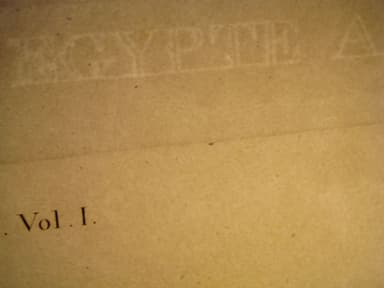 EGYPTE A
. Vol. I.